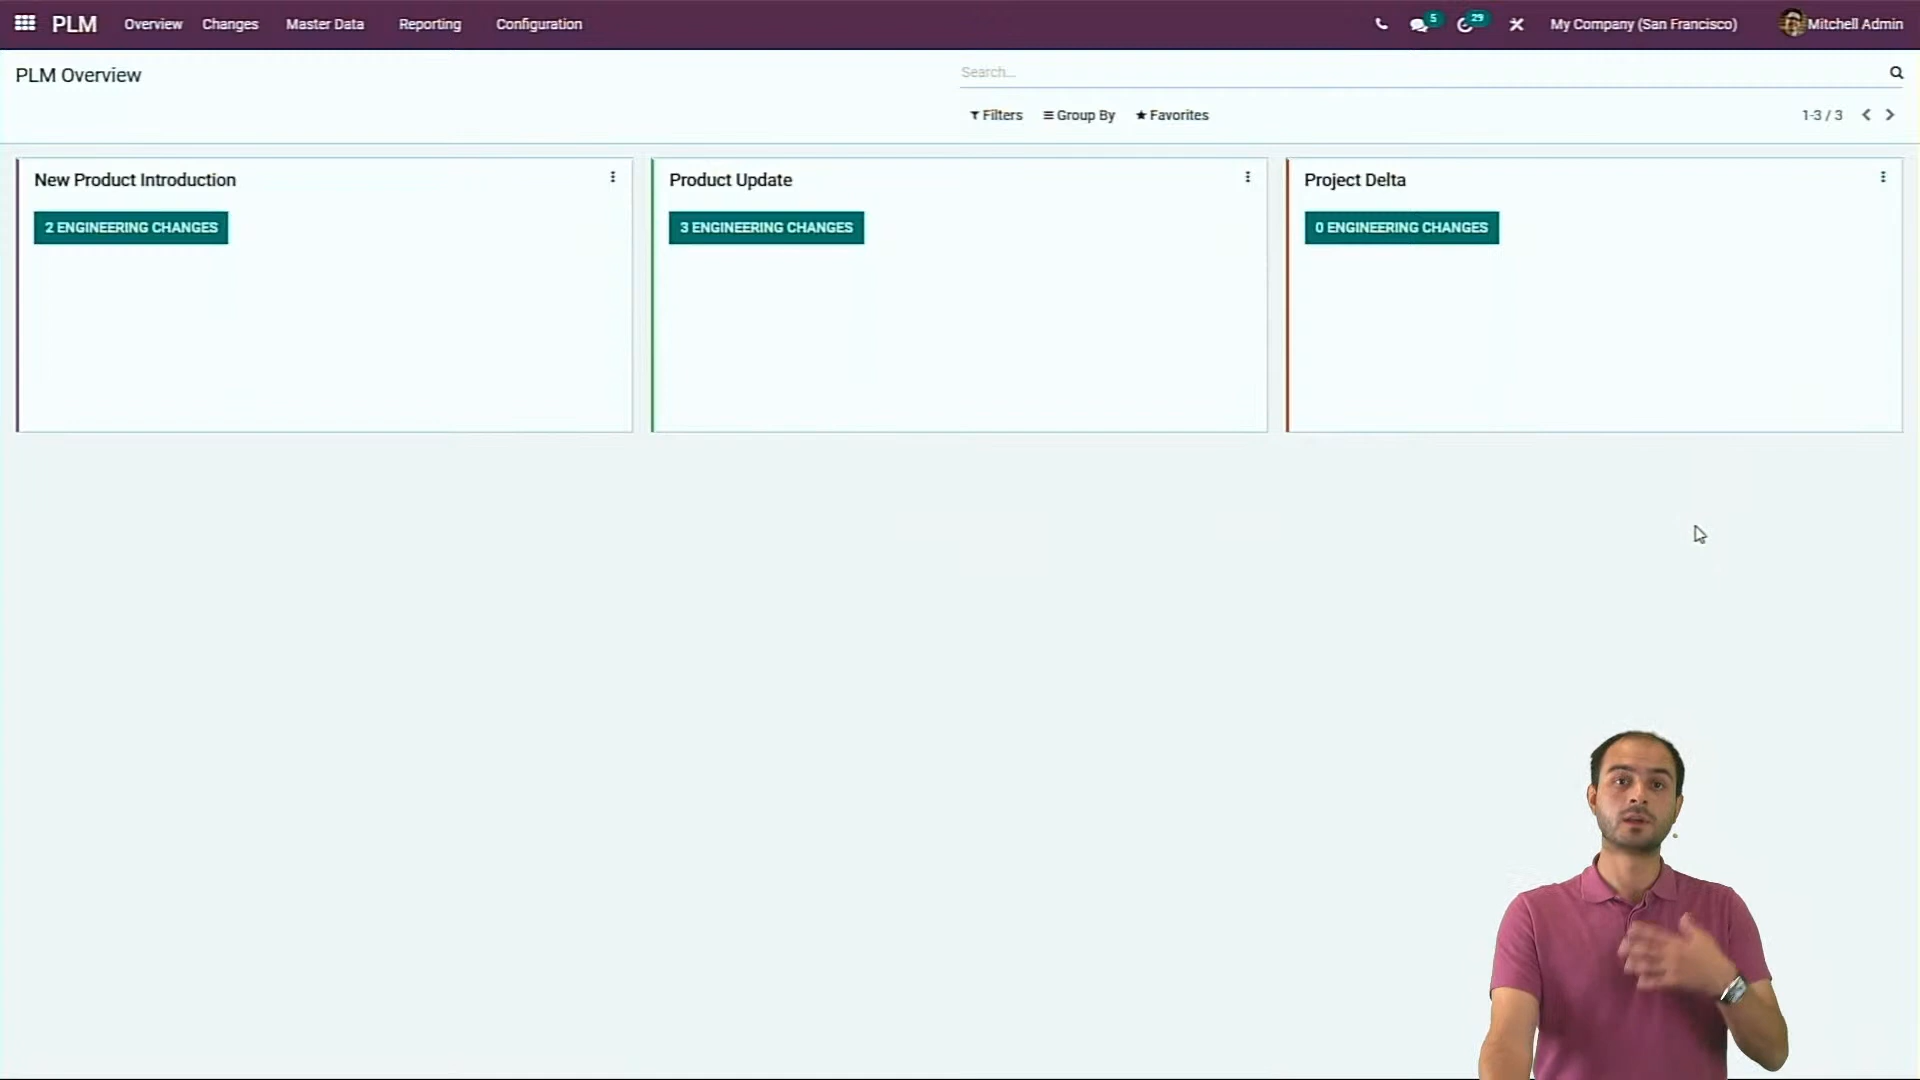 PLM Overview Changes Master Data Reporting Configuration 5 29 My Company (San Francisco) Mitchell Admin
PLM Overview
Search...
Filters Group By Favorites 1-3 / 3
New Product Introduction
2 ENGINEERING CHANGES
Product Update
3 ENGINEERING CHANGES
Project Delta
0 ENGINEERING CHANGES